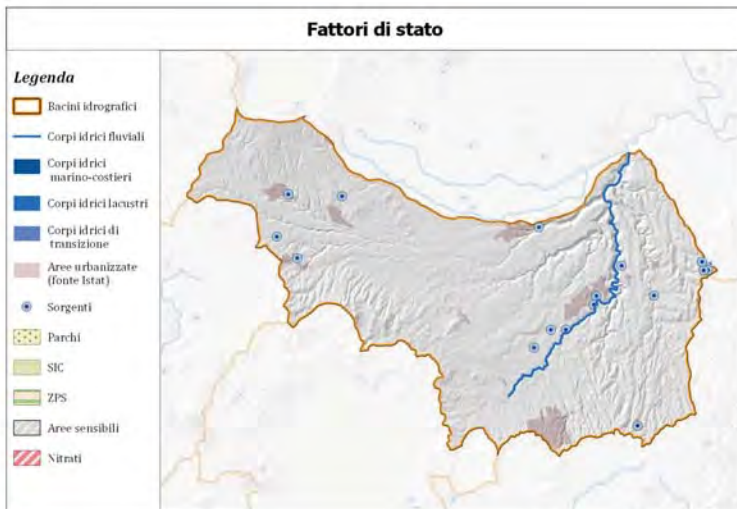 Fattori di stato
Legenda
Bacini idrografici
Corpi idrici fluviali
Corpi idrici
marino-costieri
Corpi idrici lacustri
Corpi idrici di
transizione
Aree urbanizzate
(fonte Istat)
Sorgenti
Parchi
SIC
ZPS
Aree sensibili
Nitrati